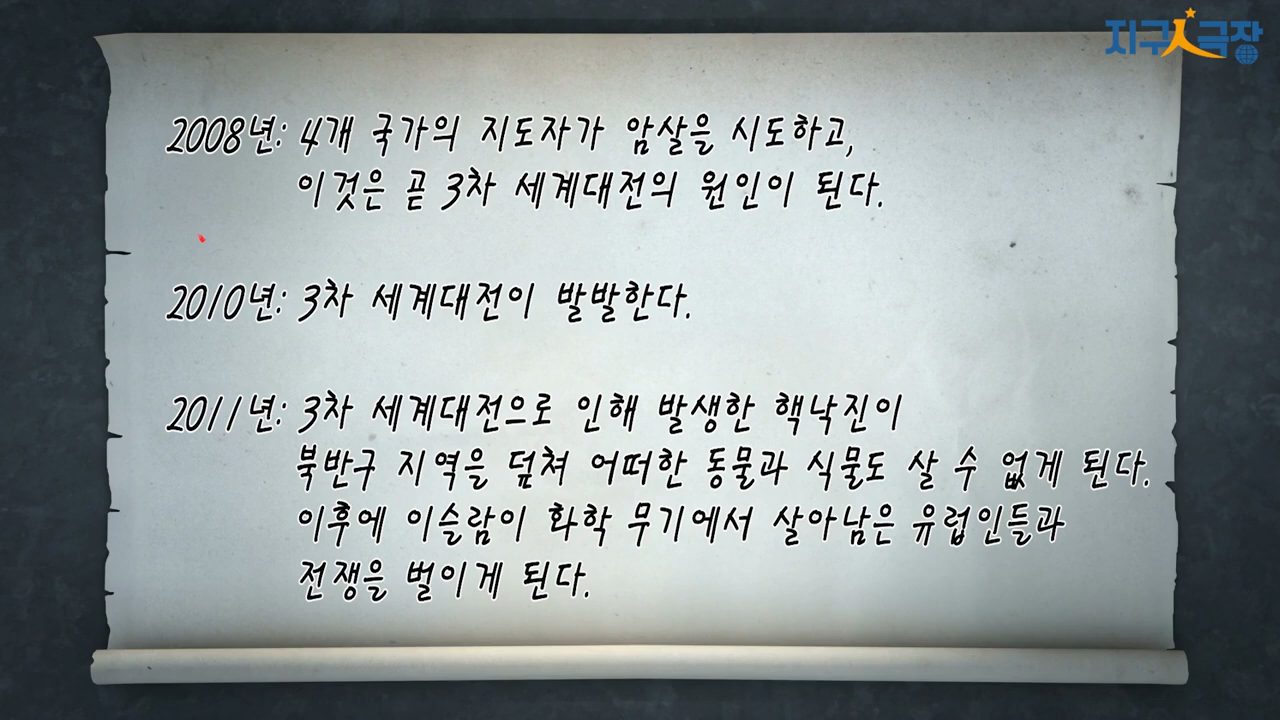 지구인극장
2008년: 4개 국가의 지도자가 암살을 시도하고,
이것은 곧 3차 세계대전의 원인이 된다.
2010년: 3차 세계대전이 발발한다.
2011년: 3차 세계대전으로 인해 발생한 핵낙진이
북반구 지역을 덮쳐 어떠한 동물과 식물도 살 수 없게 된다.
이후에 이슬람이 화학 무기에서 살아남은 유럽인들과
전쟁을 벌이게 된다.